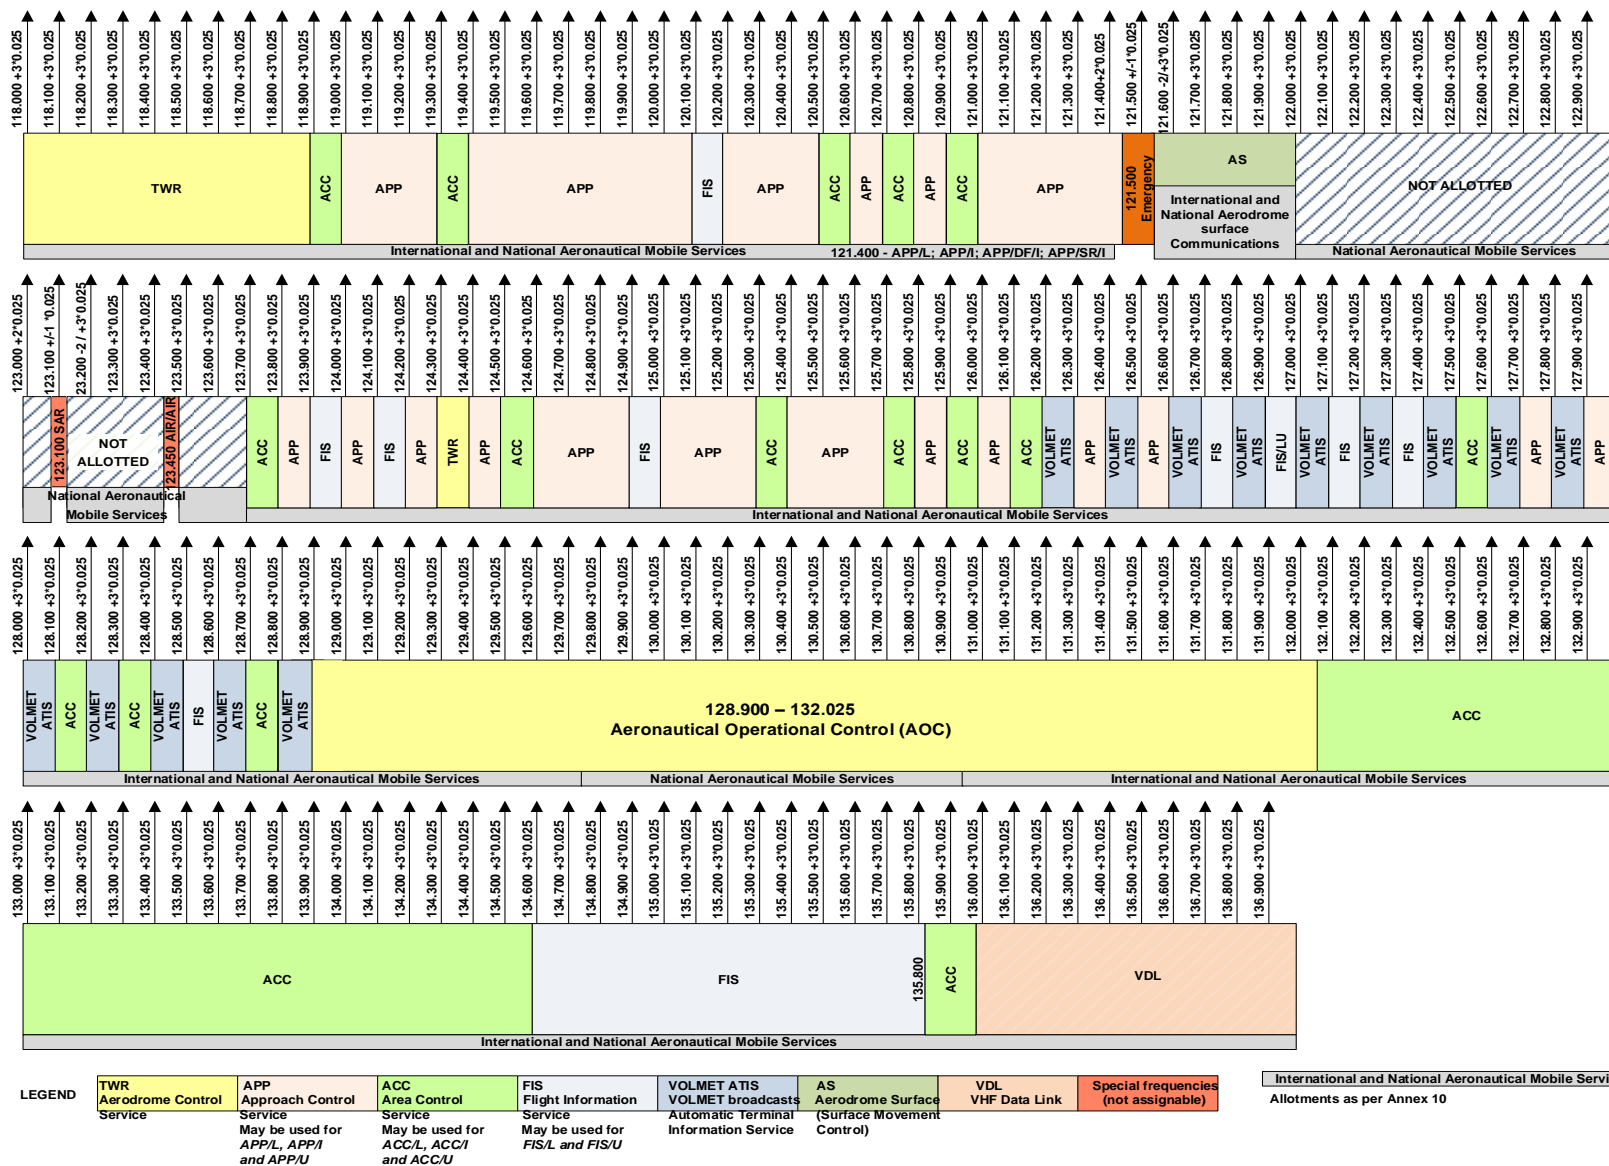 118.000 +3*0.025
118.100 +3*0.025
118.200 +3*0.025
118.300 +3*0.025
118.400 +3*0.025
118.500 +3*0.025
118.600 +3*0.025
118.700 +3*0.025
118.800 +3*0.025
118.900 +3*0.025
119.000 +3*0.025
119.100 +3*0.025
119.200 +3*0.025
119.300 +3*0.025
119.400 +3*0.025
119.500 +3*0.025
119.600 +3*0.025
119.700 +3*0.025
119.800 +3*0.025
119.900 +3*0.025
120.000 +3*0.025
120.100 +3*0.025
120.200 +3*0.025
120.300 +3*0.025
120.400 +3*0.025
120.500 +3*0.025
120.600 +3*0.025
120.700 +3*0.025
120.800 +3*0.025
120.900 +3*0.025
121.000 +3*0.025
121.100 +3*0.025
121.200 +3*0.025
121.300 +3*0.025
121.400+2*0.025
121.500 +/-1*0.025
121.600 -2/+3*0.025
121.700 +3*0.025
121.800 +3*0.025
121.900 +3*0.025
122.000 +3*0.025
122.100 +3*0.025
122.200 +3*0.025
122.300 +3*0.025
122.400 +3*0.025
122.500 +3*0.025
122.600 +3*0.025
122.700 +3*0.025
122.800 +3*0.025
122.900 +3*0.025
TWR
ACC
APP
ACC
APP
FIS
APP
ACC
APP
ACC
APP
ACC
APP
121.500
Emergency
AS
International and
National Aerodrome
surface
Communications
NOT ALLOTTED
International and National Aeronautical Mobile Services
121.400 - APP/L; APP/I; APP/DF/I; APP/SR/I
National Aeronautical Mobile Services
123.000 +2*0.025
123.100 +/-1 *0.025
23.200 -2 / +3*0.025
123.300 +3*0.025
123.400 +3*0.025
123.500 +3*0.025
123.600 +3*0.025
123.700 +3*0.025
123.800 +3*0.025
123.900 +3*0.025
124.000 +3*0.025
124.100 +3*0.025
124.200 +3*0.025
124.300 +3*0.025
124.400 +3*0.025
124.500 +3*0.025
124.600 +3*0.025
124.700 +3*0.025
124.800 +3*0.025
124.900 +3*0.025
125.000 +3*0.025
125.100 +3*0.025
125.200 +3*0.025
125.300 +3*0.025
125.400 +3*0.025
125.500 +3*0.025
125.600 +3*0.025
125.700 +3*0.025
125.800 +3*0.025
125.900 +3*0.025
126.000 +3*0.025
126.100 +3*0.025
126.200 +3*0.025
126.300 +3*0.025
126.400 +3*0.025
126.500 +3*0.025
126.600 +3*0.025
126.700 +3*0.025
126.800 +3*0.025
126.900 +3*0.025
127.000 +3*0.025
127.100 +3*0.025
127.200 +3*0.025
127.300 +3*0.025
127.400 +3*0.025
127.500 +3*0.025
127.600 +3*0.025
127.700 +3*0.025
127.800 +3*0.025
127.900 +3*0.025
123.100 SAR
NOT
ALLOTTED
123.450 AIR/AIR
ACC
APP
FIS
APP
FIS
APP
TWR
APP
ACC
APP
FIS
APP
ACC
APP
ACC
APP
ACC
APP
ACC
VOLMET
ATIS
APP
VOLMET
ATIS
APP
VOLMET
ATIS
FIS
VOLMET
ATIS
FIS/LU
VOLMET
ATIS
FIS
VOLMET
ATIS
FIS
VOLMET
ATIS
ACC
VOLMET
ATIS
APP
VOLMET
ATIS
APP
National Aeronautical
Mobile Services
International and National Aeronautical Mobile Services
128.000 +3*0.025
128.100 +3*0.025
128.200 +3*0.025
128.300 +3*0.025
128.400 +3*0.025
128.500 +3*0.025
128.600 +3*0.025
128.700 +3*0.025
128.800 +3*0.025
128.900 +3*0.025
129.000 +3*0.025
129.100 +3*0.025
129.200 +3*0.025
129.300 +3*0.025
129.400 +3*0.025
129.500 +3*0.025
129.600 +3*0.025
129.700 +3*0.025
129.800 +3*0.025
129.900 +3*0.025
130.000 +3*0.025
130.100 +3*0.025
130.200 +3*0.025
130.300 +3*0.025
130.400 +3*0.025
130.500 +3*0.025
130.600 +3*0.025
130.700 +3*0.025
130.800 +3*0.025
130.900 +3*0.025
131.000 +3*0.025
131.100 +3*0.025
131.200 +3*0.025
131.300 +3*0.025
131.400 +3*0.025
131.500 +3*0.025
131.600 +3*0.025
131.700 +3*0.025
131.800 +3*0.025
131.900 +3*0.025
132.000 +3*0.025
132.100 +3*0.025
132.200 +3*0.025
132.300 +3*0.025
132.400 +3*0.025
132.500 +3*0.025
132.600 +3*0.025
132.700 +3*0.025
132.800 +3*0.025
132.900 +3*0.025
VOLMET
ATIS
ACC
VOLMET
ATIS
ACC
VOLMET
ATIS
FIS
VOLMET
ATIS
ACC
VOLMET
ATIS
128.900 – 132.025
Aeronautical Operational Control (AOC)
ACC
International and National Aeronautical Mobile Services
National Aeronautical Mobile Services
International and National Aeronautical Mobile Services
133.000 +3*0.025
133.100 +3*0.025
133.200 +3*0.025
133.300 +3*0.025
133.400 +3*0.025
133.500 +3*0.025
133.600 +3*0.025
133.700 +3*0.025
133.800 +3*0.025
133.900 +3*0.025
134.000 +3*0.025
134.100 +3*0.025
134.200 +3*0.025
134.300 +3*0.025
134.400 +3*0.025
134.500 +3*0.025
134.600 +3*0.025
134.700 +3*0.025
134.800 +3*0.025
134.900 +3*0.025
135.000 +3*0.025
135.100 +3*0.025
135.200 +3*0.025
135.300 +3*0.025
135.400 +3*0.025
135.500 +3*0.025
135.600 +3*0.025
135.700 +3*0.025
135.800 +3*0.025
135.900 +3*0.025
136.000 +3*0.025
136.100 +3*0.025
136.200 +3*0.025
136.300 +3*0.025
136.400 +3*0.025
136.500 +3*0.025
136.600 +3*0.025
136.700 +3*0.025
136.800 +3*0.025
136.900 +3*0.025
ACC
FIS
135.800
ACC
VDL
International and National Aeronautical Mobile Services
LEGEND
TWR
Aerodrome Control
Service
APP
Approach Control
Service
May be used for
APP/L, APP/I
and APP/U
ACC
Area Control
Service
May be used for
ACC/L, ACC/I
and ACC/U
FIS
Flight Information
Service
May be used for
FIS/L and FIS/U
VOLMET ATIS
VOLMET broadcasts
Automatic Terminal
Information Service
AS
Aerodrome Surface
(Surface Movement
Control)
VDL
VHF Data Link
Special frequencies
(not assignable)
International and National Aeronautical Mobile Servi
Allotments as per Annex 10